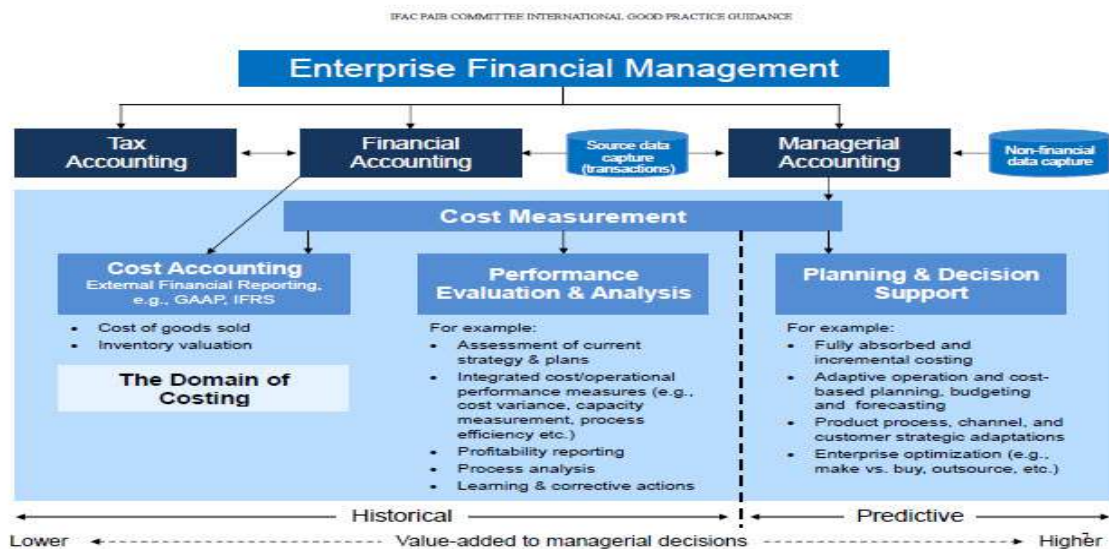 IFAC PAIB COMMITTEE INTERNATIONAL GOOD PRACTICE GUIDANCE
Enterprise Financial Management
Tax
Accounting
Financial
Accounting
Source data
capture
(transactions)
Managerial
Accounting
Non-financial
data capture
Cost Measurement
Cost Accounting
External Financial Reporting,
e.g., GAAP, IFRS
• Cost of goods sold
• Inventory valuation
The Domain of
Costing
Performance
Evaluation & Analysis
For example:
• Assessment of current
strategy & plans
• Integrated cost/operational
performance measures (e.g.,
cost variance, capacity
measurement, process
efficiency etc.)
• Profitability reporting
• Process analysis
• Learning & corrective actions
Planning & Decision
Support
For example:
• Fully absorbed and
incremental costing
• Adaptive operation and cost-
based planning, budgeting
and forecasting
• Product process, channel, and
customer strategic adaptations
• Enterprise optimization (e.g.,
make vs. buy, outsource, etc.)
Historical
Predictive
Lower
Value-added to managerial decisions
Higher
7